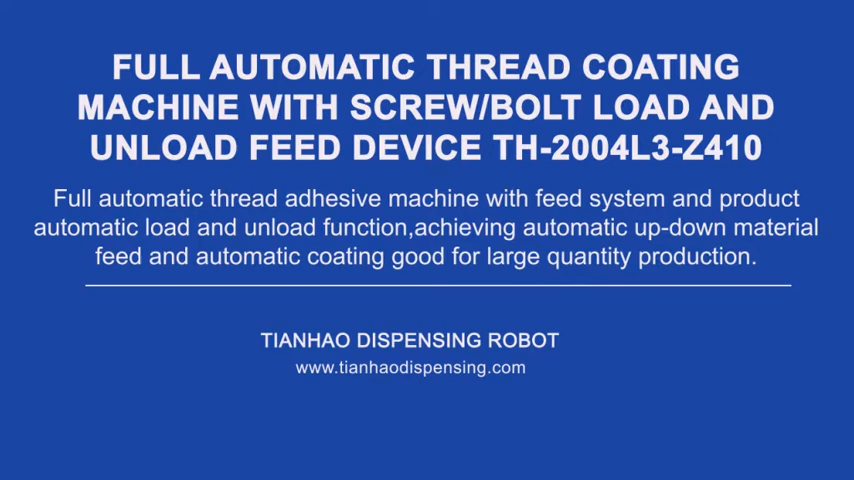 FULL AUTOMATIC THREAD COATING
MACHINE WITH SCREW/BOLT LOAD AND
UNLOAD FEED DEVICE TH-2004L3-Z410
Full automatic thread adhesive machine with feed system and product
automatic load and unload function,achieving automatic up-down material
feed and automatic coating good for large quantity production.
TIANHAO DISPENSING ROBOT
www.tianhaodispensing.com